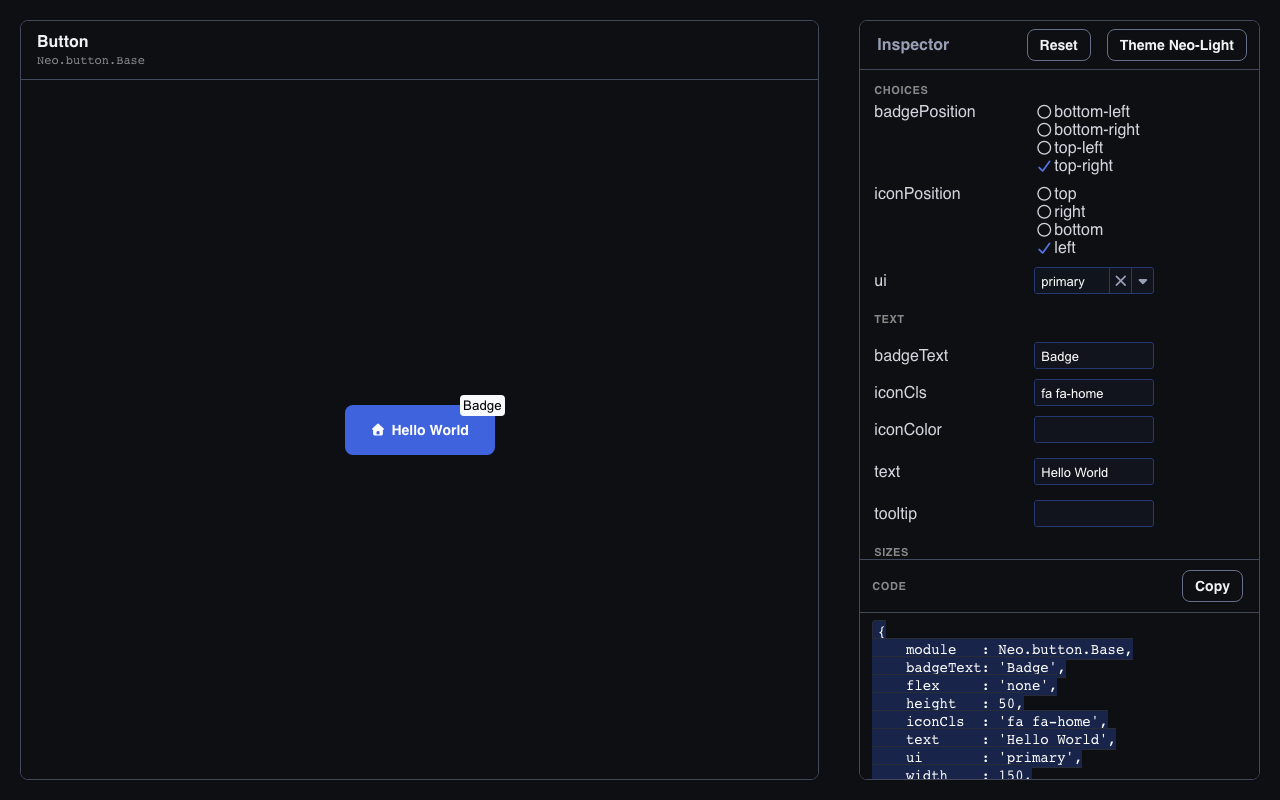 Button
Neo.button.Base
Badge
Hello World
Inspector
Reset
Theme Neo-Light
CHOICES
badgePosition
bottom-left
bottom-right
top-left
top-right
iconPosition
top
right
bottom
left
ui
primary
TEXT
badgeText
Badge
iconCls
fa fa-home
iconColor
text
Hello World
tooltip
SIZES
CODE
Copy
{
    module   : Neo.button.Base,
    badgeText: 'Badge',
    flex     : 'none',
    height   : 50,
    iconCls  : 'fa fa-home',
    text     : 'Hello World',
    ui       : 'primary',
    width    : 150,